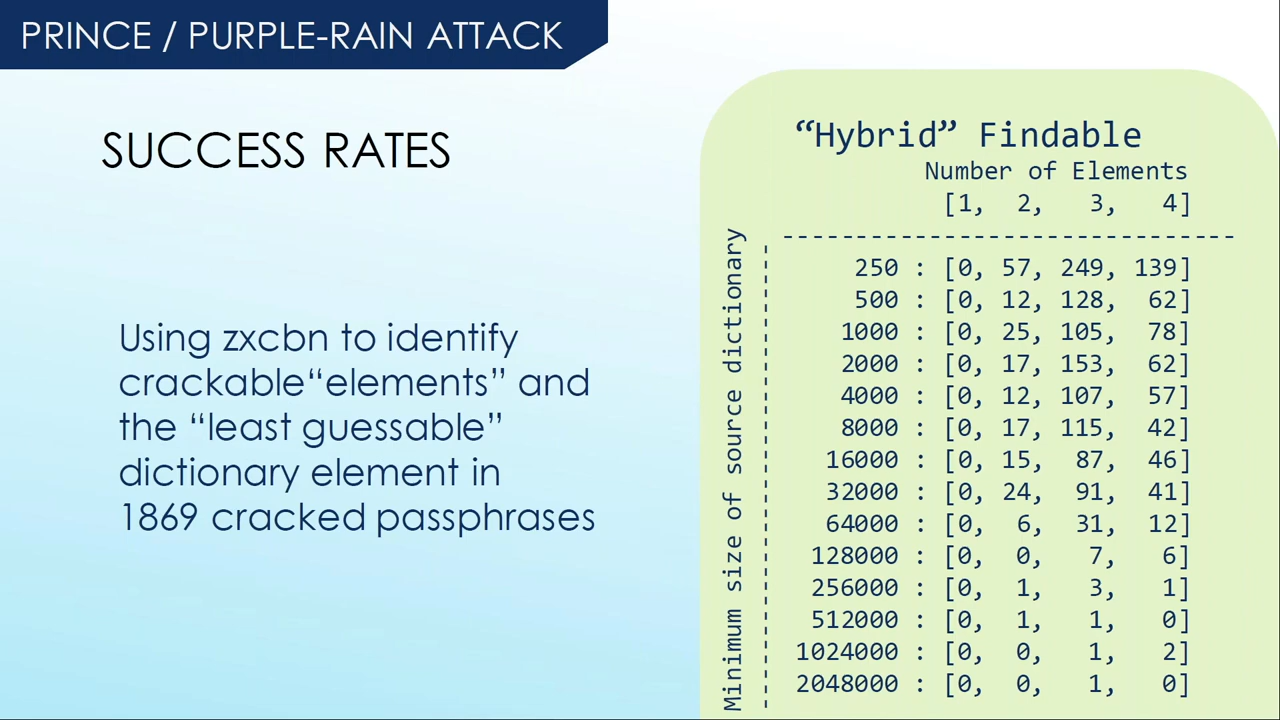 PRINCE / PURPLE-RAIN ATTACK
SUCCESS RATES
Using zxcbn to identify
crackable“elements” and
the “least guessable”
dictionary element in
1869 cracked passphrases
“Hybrid” Findable
Number of Elements
[1, 2, 3, 4]
-------------------------------
Minimum size of source dictionary
250 : [0, 57, 249, 139]
500 : [0, 12, 128, 62]
1000 : [0, 25, 105, 78]
2000 : [0, 17, 153, 62]
4000 : [0, 12, 107, 57]
8000 : [0, 17, 115, 42]
16000 : [0, 15, 87, 46]
32000 : [0, 24, 91, 41]
64000 : [0, 6, 31, 12]
128000 : [0, 0, 7, 6]
256000 : [0, 1, 3, 1]
512000 : [0, 1, 1, 0]
1024000 : [0, 0, 1, 2]
2048000 : [0, 0, 1, 0]